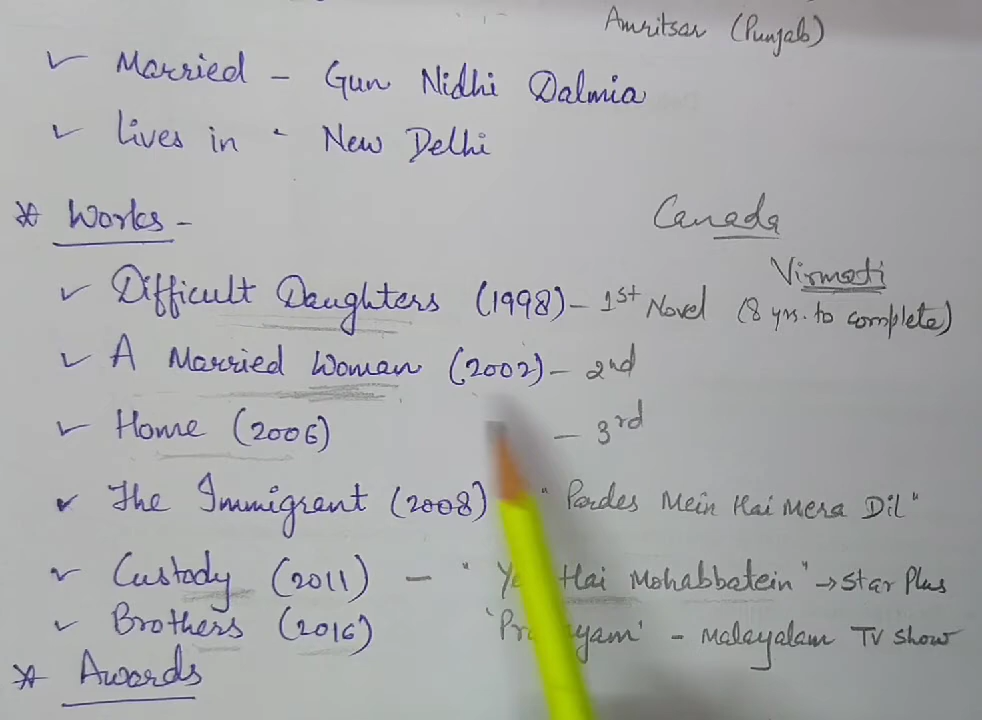 Amritsar (Punjab)
✓ Married - Gun Nidhi Dalmia
✓ Lives in - New Delhi
* Works -
Canada
Virmati
✓ Difficult Daughters (1998) - 1st Novel (8 yrs. to complete)
✓ A Married Woman (2002) - 2nd
✓ Home (2006) - 3rd
✓ The Immigrant (2008) "Pardes Mein Hai Mera Dil"
✓ Custody (2011) - " Hai Mohabbatein" → Star Plus
✓ Brothers (2016) - Malayalam TV show
* Awards